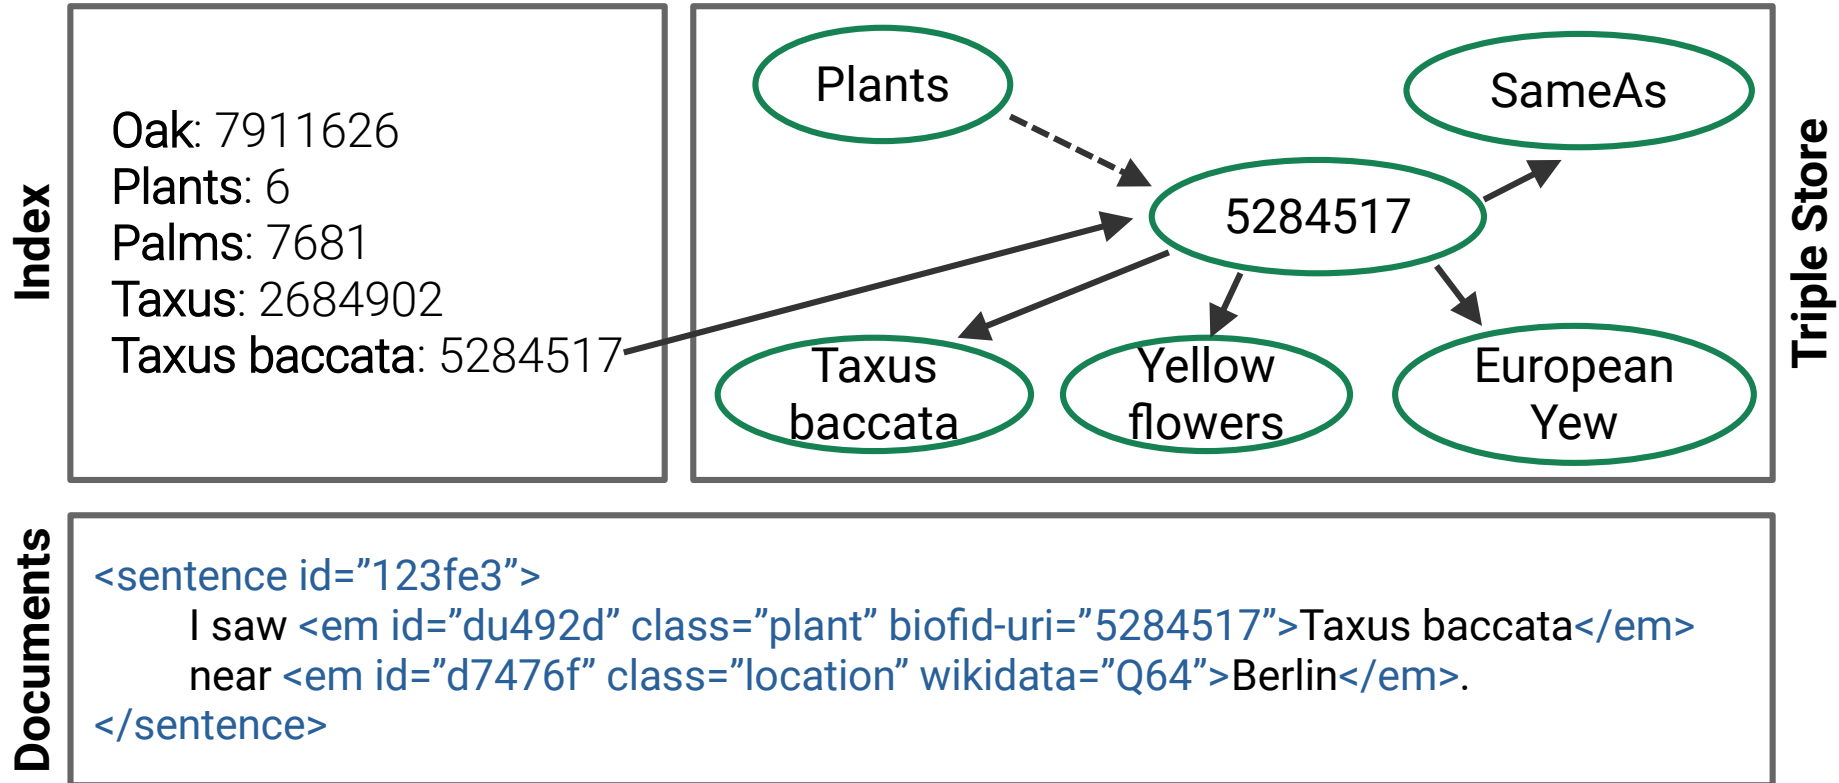 Index
Oak: 7911626
Plants: 6
Palms: 7681
Taxus: 2684902
Taxus baccata: 5284517
Plants
SameAs
5284517
Taxus
baccata
Yellow
flowers
European
Yew
Triple Store
Documents
<sentence id=”123fe3”>
I saw <em id=”du492d” class=”plant” biofid-uri=”5284517”>Taxus baccata</em>
near <em id=”d7476f” class=”location” wikidata=”Q64”>Berlin</em>.
</sentence>